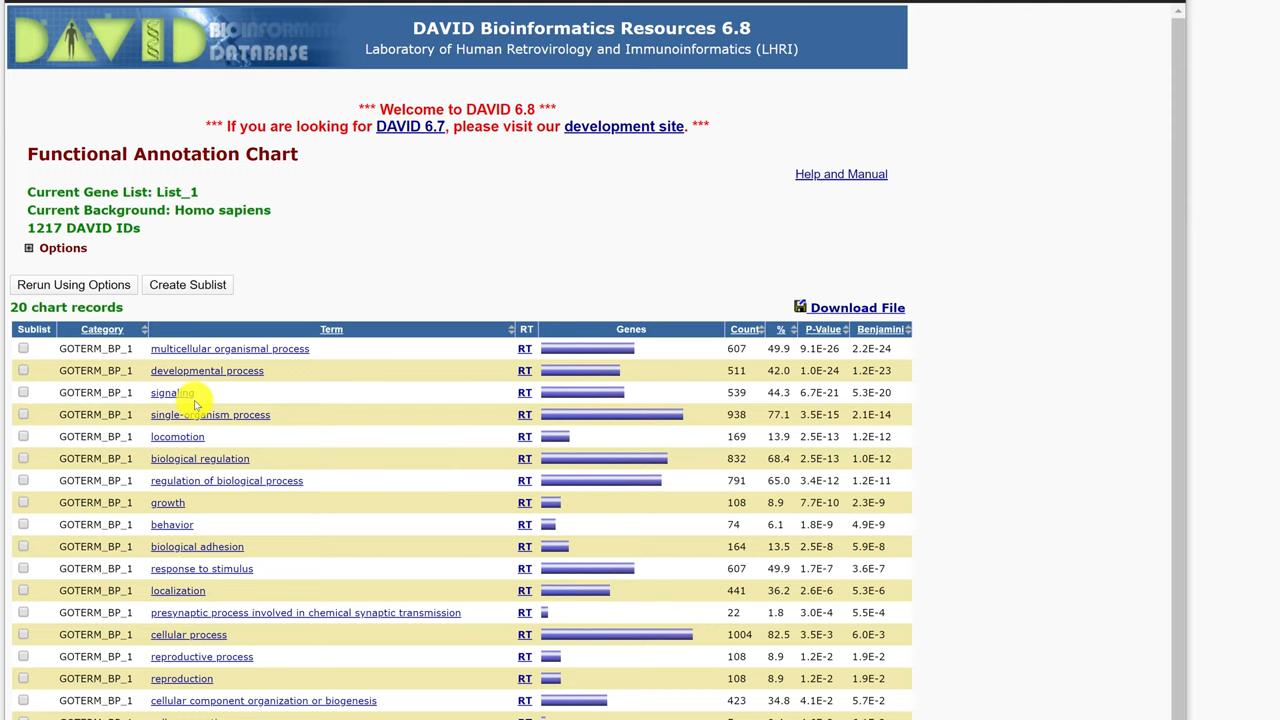 DAVID BIOINFORMATICS DATABASE
DAVID Bioinformatics Resources 6.8
Laboratory of Human Retrovirology and Immunoinformatics (LHRI)
*** Welcome to DAVID 6.8 ***
*** If you are looking for DAVID 6.7, please visit our development site. ***
Functional Annotation Chart
Help and Manual
Current Gene List: List_1
Current Background: Homo sapiens
1217 DAVID IDs
Options
Rerun Using Options Create Sublist
20 chart records Download File
Sublist Category Term RT Genes Count % P-Value Benjamini
GOTERM_BP_1 multicellular organismal process RT 607 49.9 9.1E-26 2.2E-24
GOTERM_BP_1 developmental process RT 511 42.0 1.0E-24 1.2E-23
GOTERM_BP_1 signaling RT 539 44.3 6.7E-21 5.3E-20
GOTERM_BP_1 single-organism process RT 938 77.1 3.5E-15 2.1E-14
GOTERM_BP_1 locomotion RT 169 13.9 2.5E-13 1.2E-12
GOTERM_BP_1 biological regulation RT 832 68.4 2.5E-13 1.0E-12
GOTERM_BP_1 regulation of biological process RT 791 65.0 3.4E-12 1.2E-11
GOTERM_BP_1 growth RT 108 8.9 7.7E-10 2.3E-9
GOTERM_BP_1 behavior RT 74 6.1 1.8E-9 4.9E-9
GOTERM_BP_1 biological adhesion RT 164 13.5 2.5E-8 5.9E-8
GOTERM_BP_1 response to stimulus RT 607 49.9 1.7E-7 3.6E-7
GOTERM_BP_1 localization RT 441 36.2 2.6E-6 5.3E-6
GOTERM_BP_1 presynaptic process involved in chemical synaptic transmission RT 22 1.8 3.0E-4 5.5E-4
GOTERM_BP_1 cellular process RT 1004 82.5 3.5E-3 6.0E-3
GOTERM_BP_1 reproductive process RT 108 8.9 1.2E-2 1.9E-2
GOTERM_BP_1 reproduction RT 108 8.9 1.2E-2 1.9E-2
GOTERM_BP_1 cellular component organization or biogenesis RT 423 34.8 4.1E-2 5.7E-2